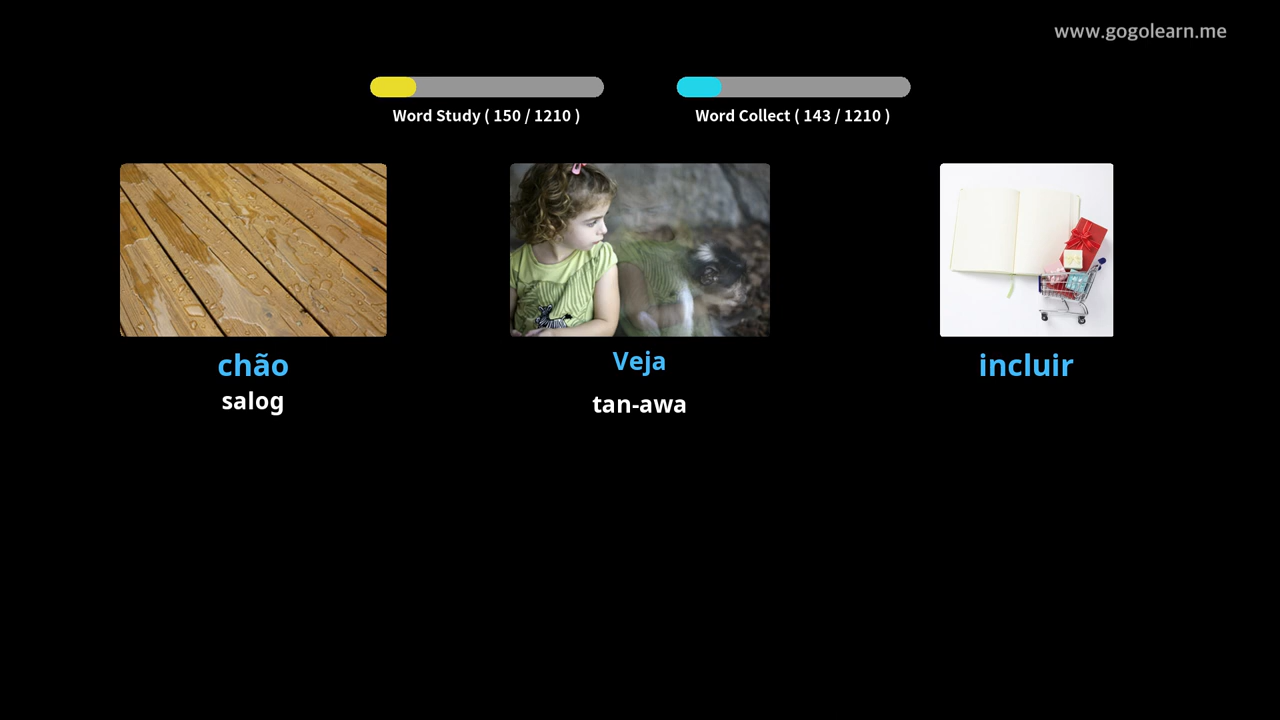 www.gogolearn.me
Word Study ( 150 / 1210 )
Word Collect ( 143 / 1210 )
chão
salog
Veja
tan-awa
incluir